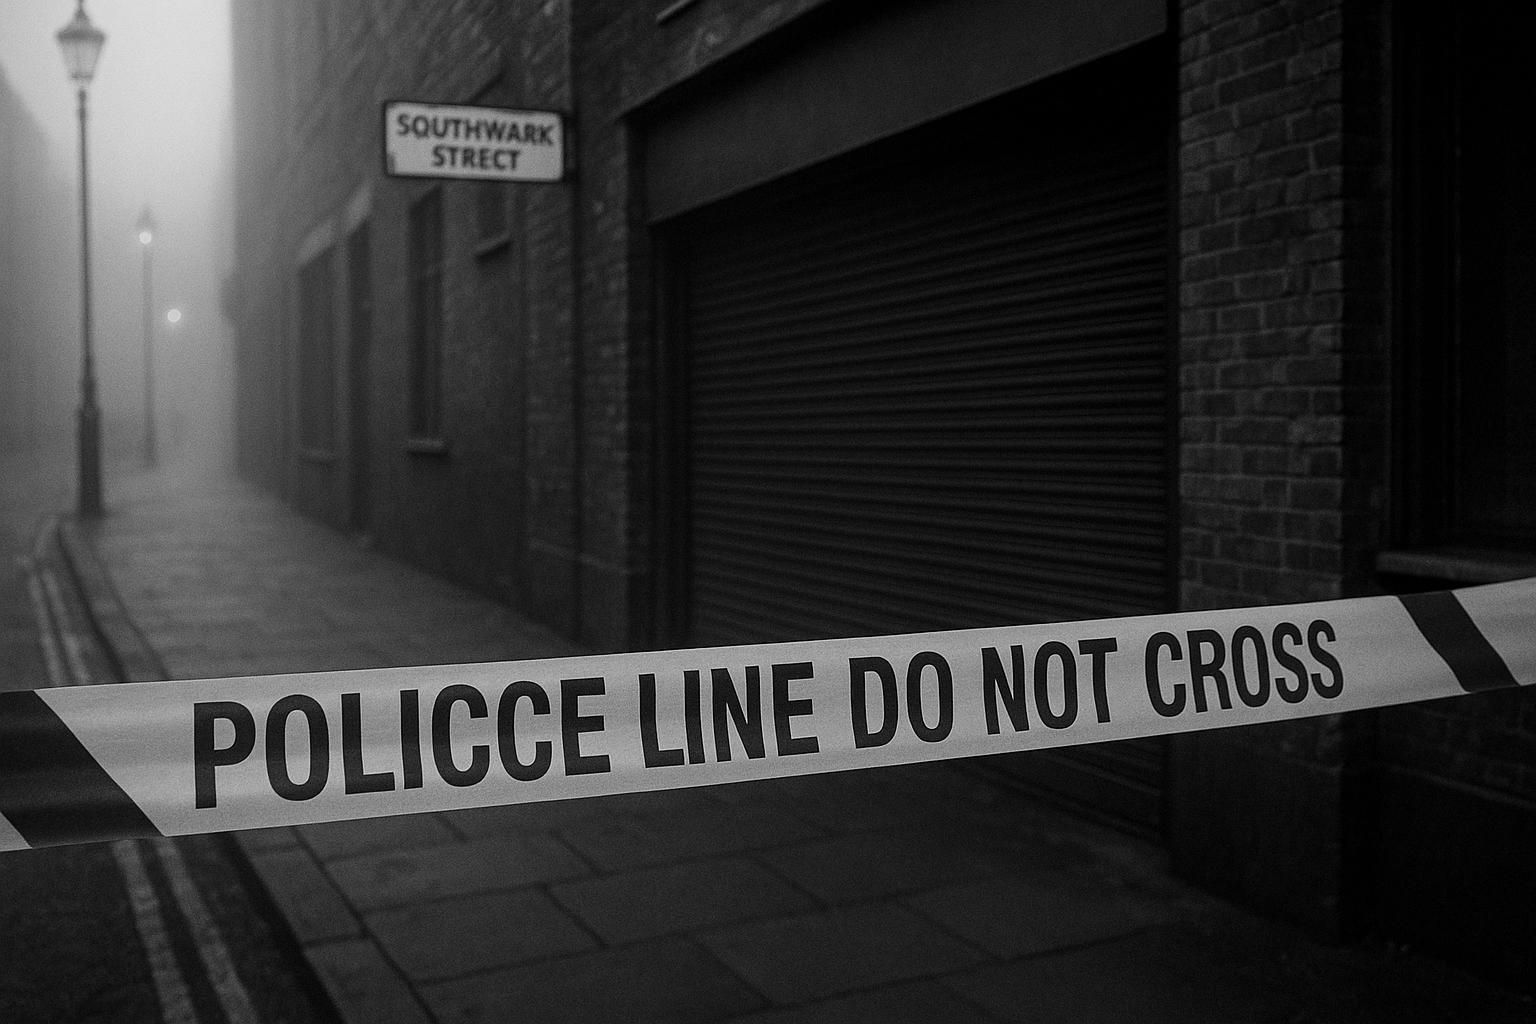 SOUTHWARK
STRECT
POLICCE LINE DO NOT CROSS